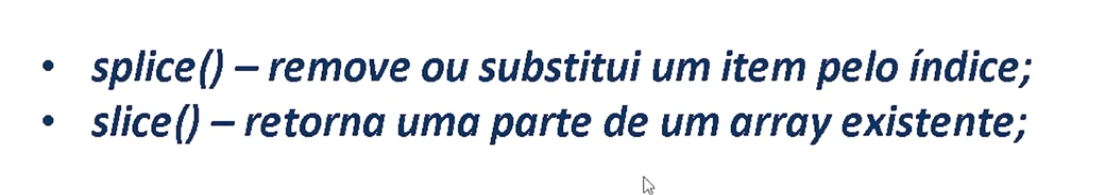 • splice() – remove ou substitui um item pelo índice;
• slice() – retorna uma parte de um array existente;